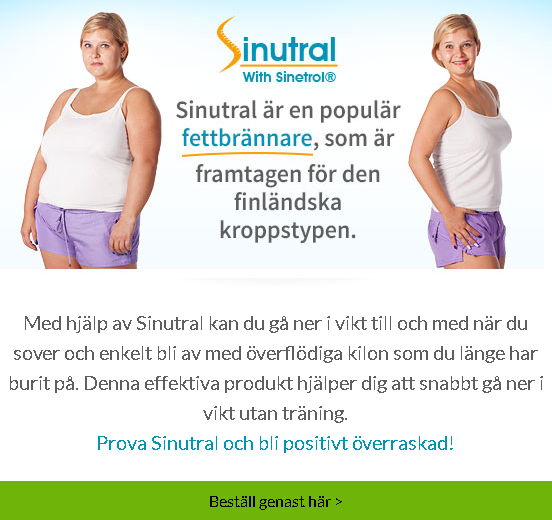 Sinutral
With Sinetrol®
Sinutral är en populär
fettbrännare, som är
framtagen för den
finländska
kroppstypen.
Med hjälp av Sinutral kan du gå ner i vikt till och med när du
sover och enkelt bli av med överflödiga kilon som du länge har
burit på. Denna effektiva produkt hjälper dig att snabbt gå ner i
vikt utan träning.
Prova Sinutral och bli positivt överraskad!
Beställ genast här >